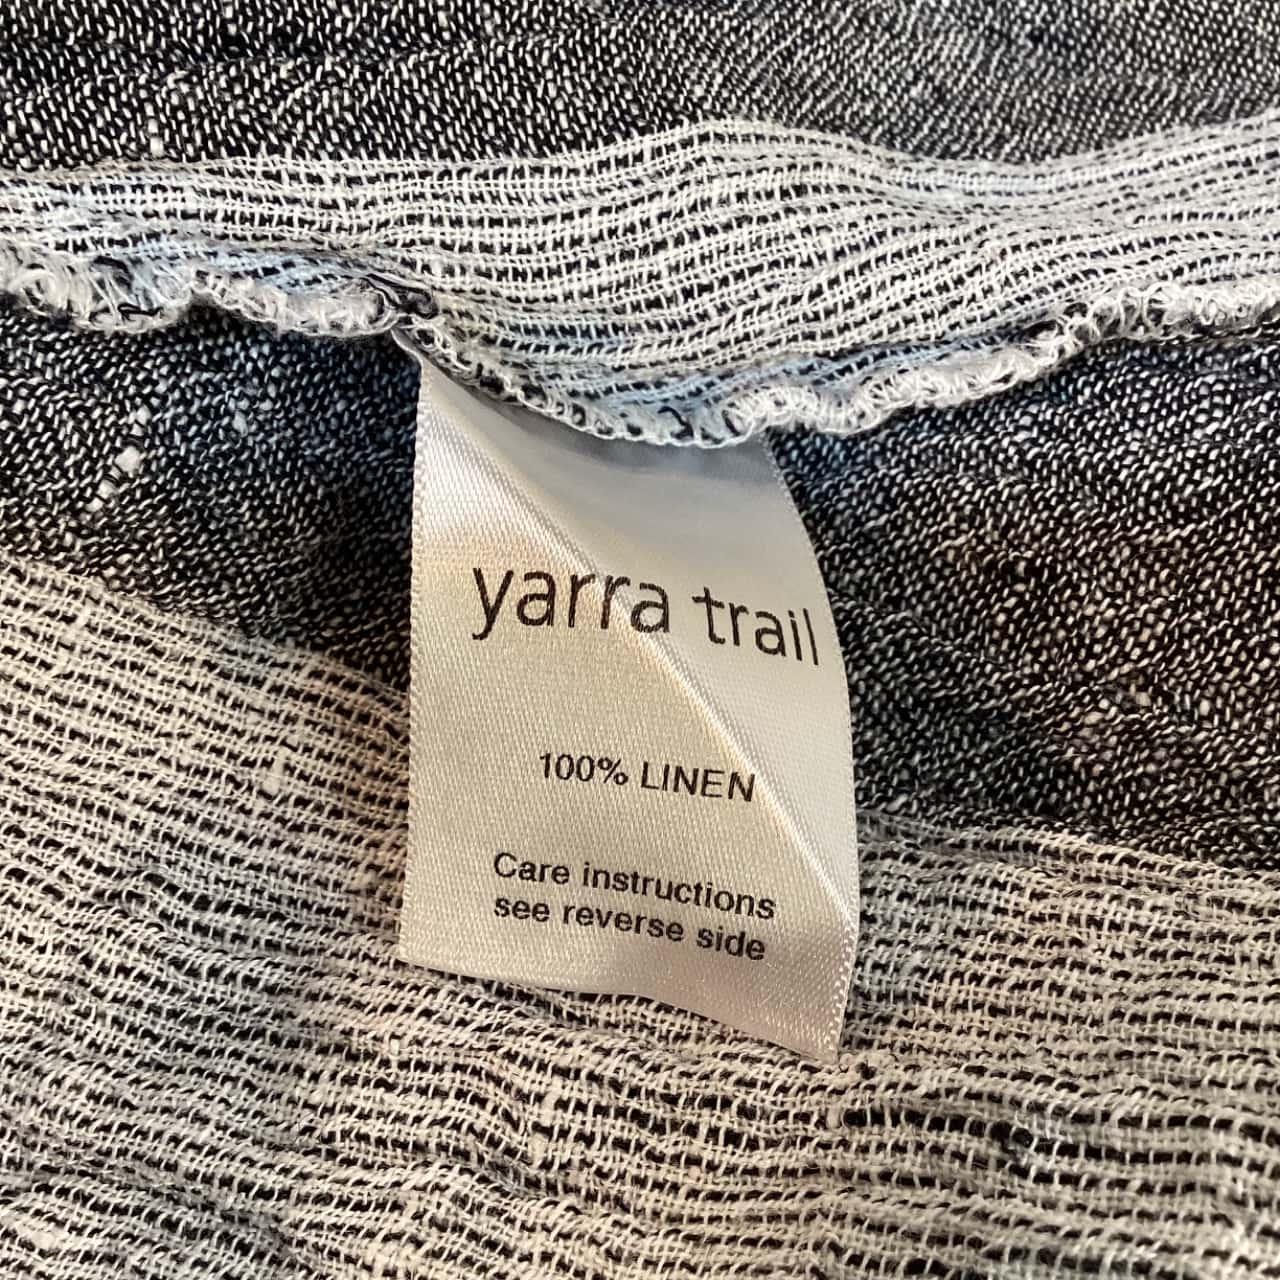 yarra trail
100% LINEN
Care instructions
see reverse side